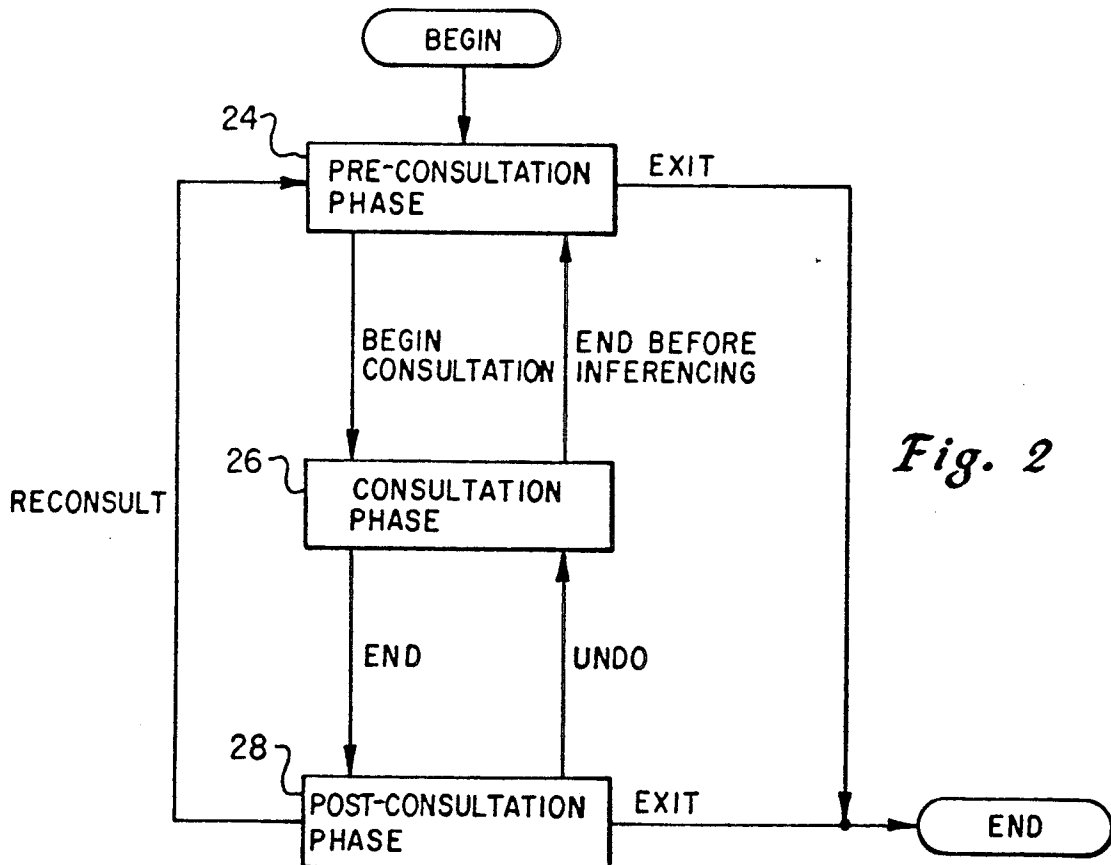 BEGIN
24
PRE-CONSULTATION
PHASE
EXIT
BEGIN
CONSULTATION
END BEFORE
INFERENCING
Fig. 2
26
CONSULTATION
PHASE
RECONSULT
END
UNDO
28
POST-CONSULTATION
PHASE
EXIT
END